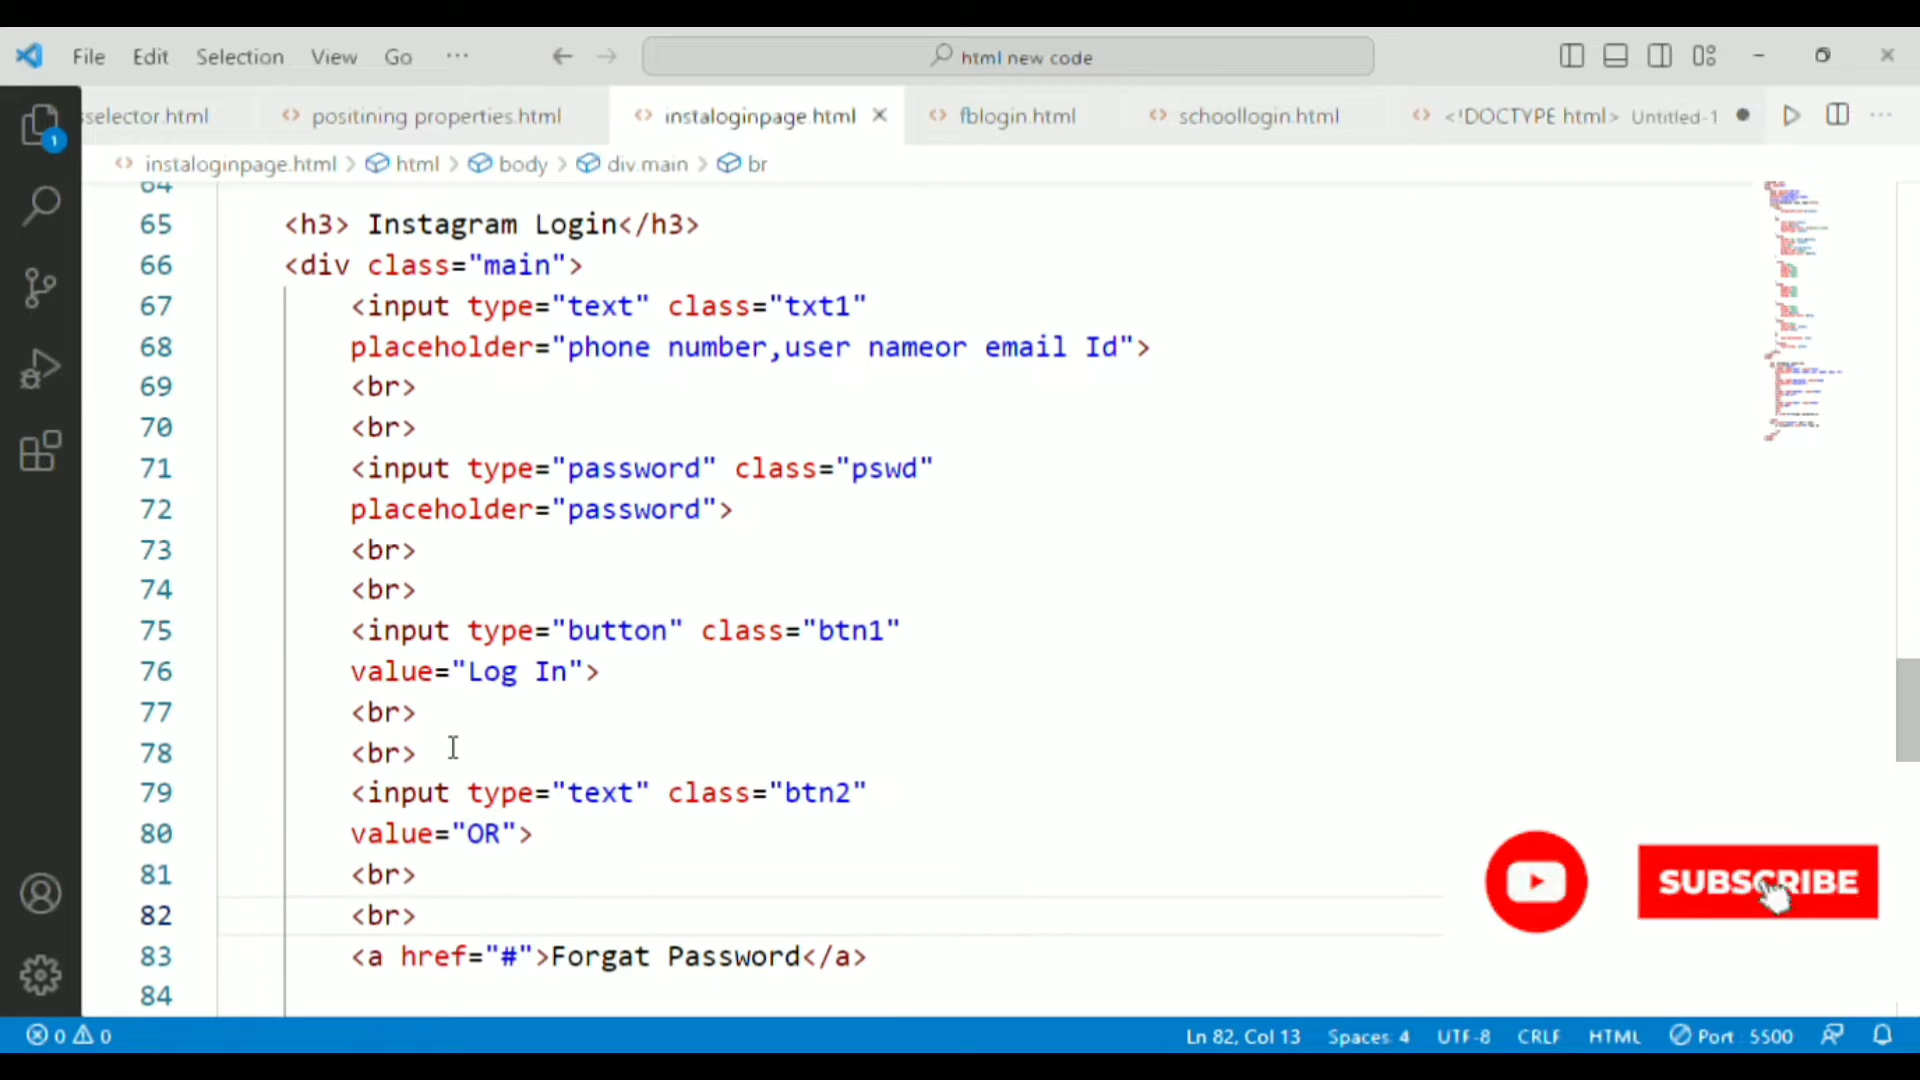 File Edit Selection View Go ··· html new code
selector.html positining properties.html instaloginpage.html fblogin.html schoollogin.html <!DOCTYPE html> Untitled-1 ···
instaloginpage.html > html > body > div.main > br
64
65 <h3> Instagram Login</h3>
66 <div class="main">
67 <input type="text" class="txt1"
68 placeholder="phone number,user nameor email Id">
69 <br>
70 <br>
71 <input type="password" class="pswd"
72 placeholder="password">
73 <br>
74 <br>
75 <input type="button" class="btn1"
76 value="Log In">
77 <br>
78 <br>
79 <input type="text" class="btn2"
80 value="OR">
81 <br>
82 <br>
83 <a href="#">Forgat Password</a>
84
1
SUBSCRIBE
0 0 Ln 82, Col 13 Spaces: 4 UTF-8 CRLF HTML Port : 5500